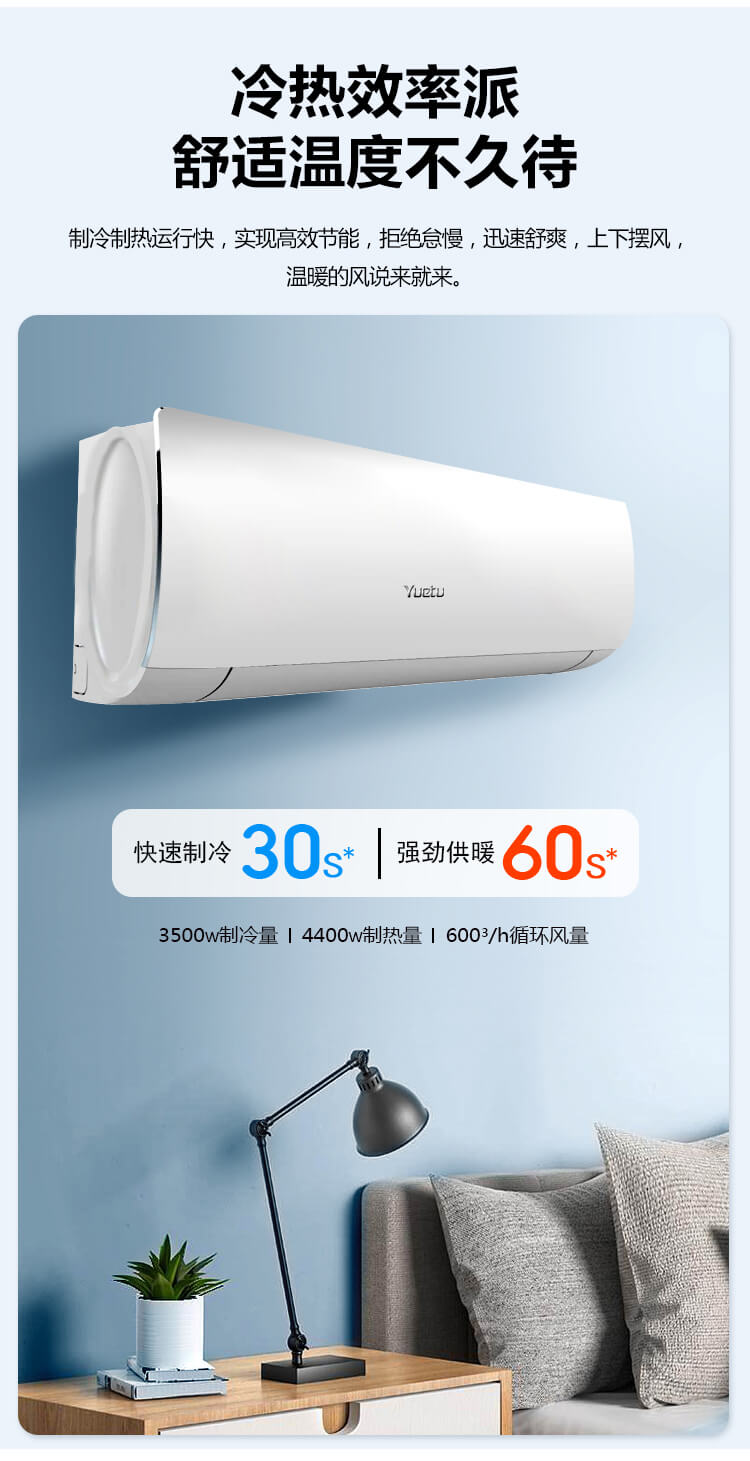 冷热效率派
舒适温度不久待
制冷制热运行快，实现高效节能，拒绝怠慢，迅速舒爽，上下摆风，
温暖的风说来就来。
Yuetu
快速制冷 30s* | 强劲供暖 60s*
3500w制冷量 | 4400w制热量 | 600³/h循环风量